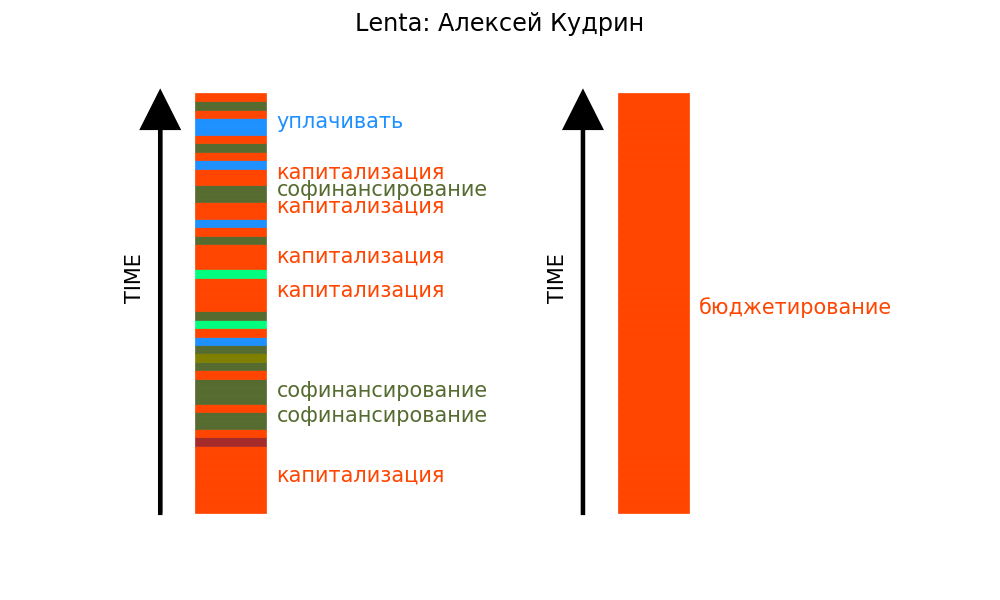 Lenta: Алексей Кудрин
TIME
уплачивать
капитализация
софинансирование
капитализация
капитализация
капитализация
софинансирование
софинансирование
капитализация
TIME
бюджетирование